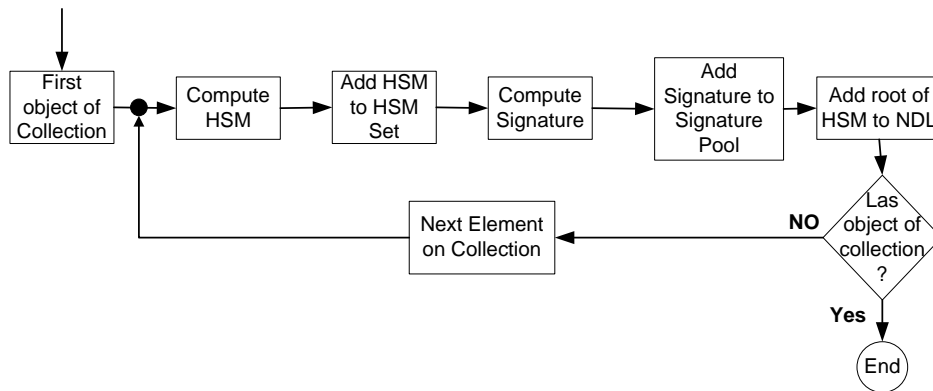 First
object of
Collection
Compute
HSM
Add HSM
to HSM
Set
Compute
Signature
Add
Signature to
Signature
Pool
Add root of
HSM to NDL
Las
object of
collection
?
NO
Next Element
on Collection
Yes
End